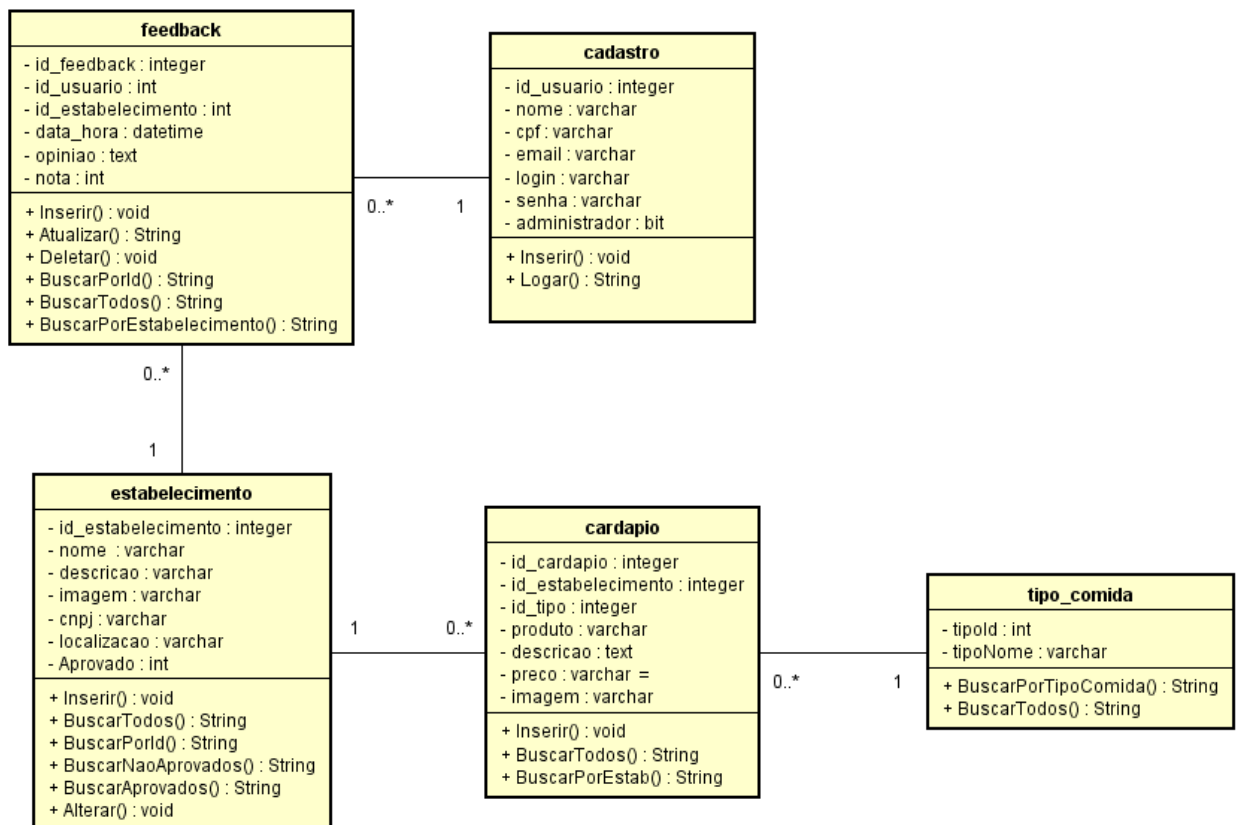 feedback
- id_feedback : integer
- id_usuario : int
- id_estabelecimento : int
- data_hora : datetime
- opiniao : text
- nota : int
+ Inserir() : void
+ Atualizar() : String
+ Deletar() : void
+ BuscarPorId() : String
+ BuscarTodos() : String
+ BuscarPorEstabelecimento() : String
0..*
1
cadastro
- id_usuario : integer
- nome : varchar
- cpf : varchar
- email : varchar
- login : varchar
- senha : varchar
- administrador : bit
+ Inserir() : void
+ Logar() : String
0..*
1
estabelecimento
- id_estabelecimento : integer
- nome : varchar
- descricao : varchar
- imagem : varchar
- cnpj : varchar
- localizacao : varchar
- Aprovado : int
+ Inserir() : void
+ BuscarTodos() : String
+ BuscarPorId() : String
+ BuscarNaoAprovados() : String
+ BuscarAprovados() : String
+ Alterar() : void
1
0..*
cardapio
- id_cardapio : integer
- id_estabelecimento : integer
- id_tipo : integer
- produto : varchar
- descricao : text
- preco : varchar =
- imagem : varchar
+ Inserir() : void
+ BuscarTodos() : String
+ BuscarPorEstab() : String
0..*
1
tipo_comida
- tipoId : int
- tipoNome : varchar
+ BuscarPorTipoComida() : String
+ BuscarTodos() : String